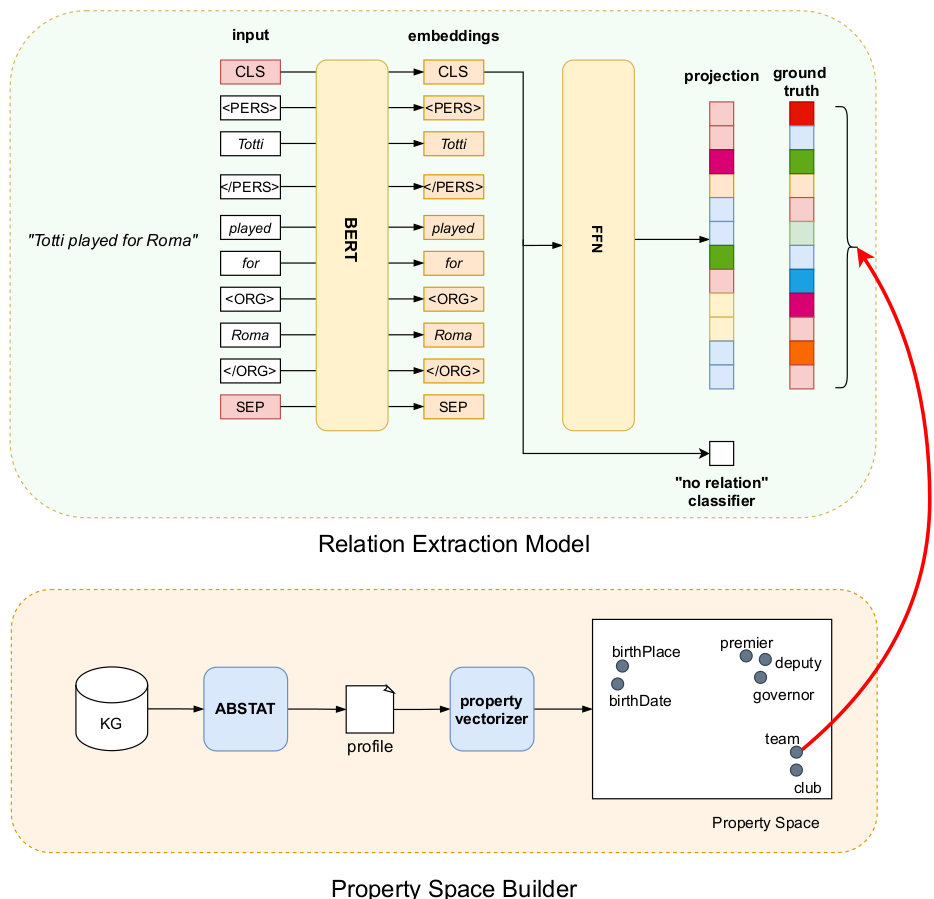 input
embeddings
projection
ground
truth
CLS
<PERS>
Totti
</PERS>
played
for
<ORG>
Roma
</ORG>
SEP
"Totti played for Roma"
BERT
CLS
<PERS>
Totti
</PERS>
played
for
<ORG>
Roma
</ORG>
SEP
FFN
"no relation"
classifier
Relation Extraction Model
KG
ABSTAT
profile
property
vectorizer
birthPlace
birthDate
premier
deputy
governor
team
club
Property Space
Property Space Builder